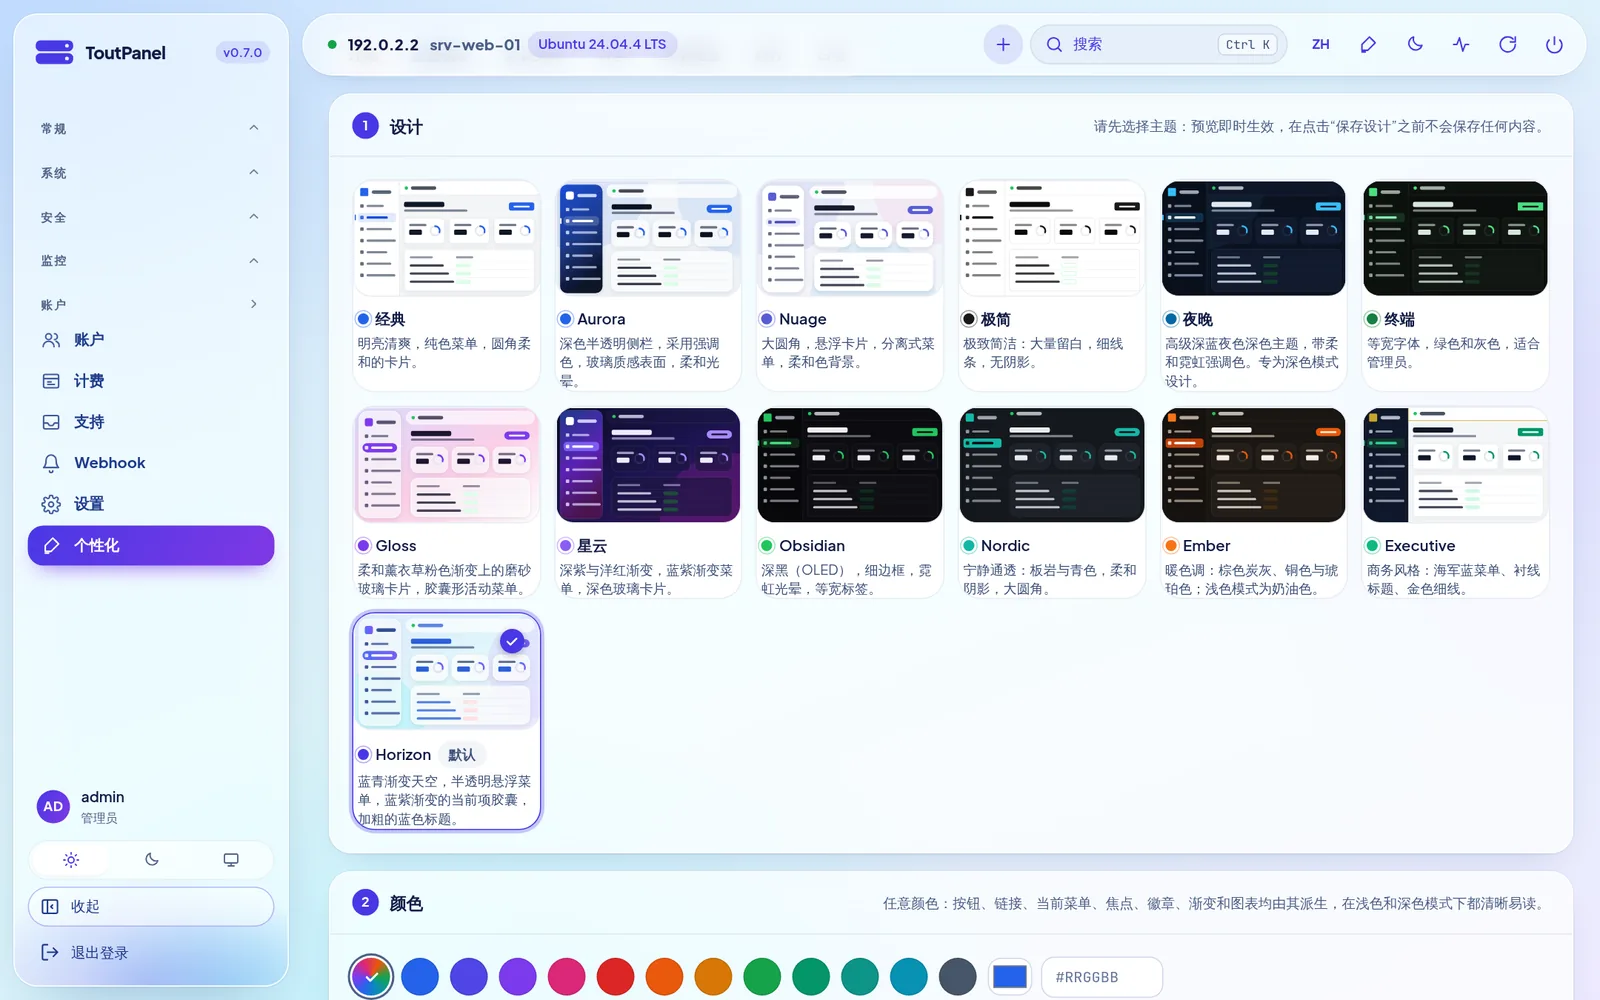 ToutPanel
v0.7.0
常规
系统
安全
监控
账户
账户
计费
支持
Webhook
设置
个性化
AD
admin
管理员
收起
退出登录
192.0.2.2 srv-web-01 Ubuntu 24.04.4 LTS
搜索
Ctrl K
ZH
1 设计
请先选择主题：预览即时生效，在点击“保存设计”之前不会保存任何内容。
经典
明亮清爽，纯色菜单，圆角柔
和的卡片。
Aurora
深色半透明侧栏，采用强调
色，玻璃质感表面，柔和光
晕。
Nuage
大圆角，悬浮卡片，分离式菜
单，柔和色背景。
极简
极致简洁：大量留白，细线
条，无阴影。
夜晚
高级深蓝夜色深色主题，带柔
和霓虹强调色。专为深色模式
设计。
终端
等宽字体，绿色和灰色，适合
管理员。
Gloss
柔和薰衣草粉色渐变上的磨砂
玻璃卡片，胶囊形活动菜单。
星云
深紫与洋红渐变，蓝紫渐变菜
单，深色玻璃卡片。
Obsidian
深黑（OLED），细边框，霓
虹光晕，等宽标签。
Nordic
宁静通透：板岩与青色，柔和
阴影，大圆角。
Ember
暖色调：棕色炭灰、铜色与琥
珀色；浅色模式为奶油色。
Executive
商务风格：海军蓝菜单、衬线
标题、金色细线。
Horizon 默认
蓝青渐变天空，半透明悬浮菜
单，蓝紫渐变的当前项胶囊，
加粗的蓝色标题。
2 颜色
任意颜色：按钮、链接、当前菜单、焦点、徽章、渐变和图表均由其派生，在浅色和深色模式下都清晰易读。
#RRGGBB